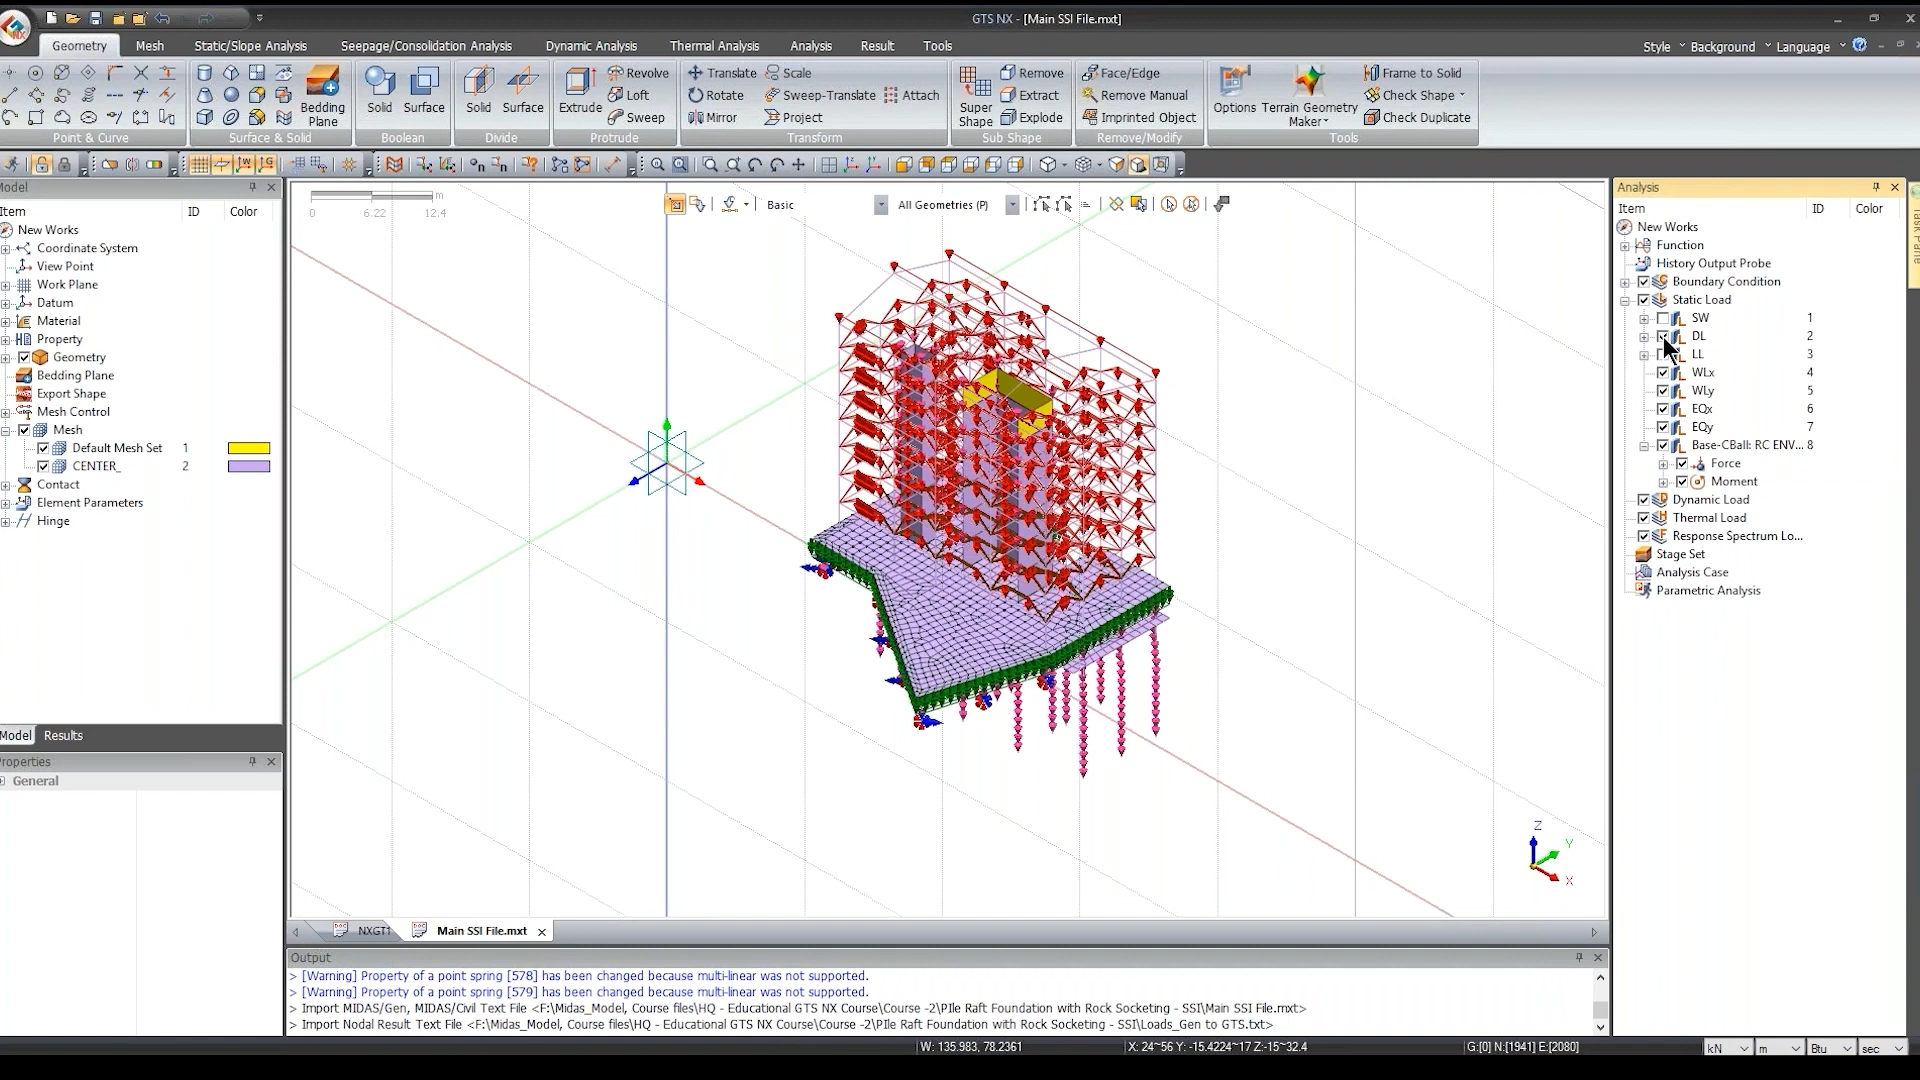 GTS NX - [Main SSI File.mxt]
Geometry Mesh Static/Slope Analysis Seepage/Consolidation Analysis Dynamic Analysis Thermal Analysis Analysis Result Tools
Style Background Language
Bedding Plane
Solid Surface
Solid Surface
Extrude
Revolve
Loft
Sweep
Translate Scale
Rotate Sweep-Translate Attach
Mirror Project
Super Shape
Remove
Extract
Explode
Face/Edge
Remove Manual
Imprinted Object
Options
Terrain Geometry Maker
Frame to Solid
Check Shape
Check Duplicate
Point & Curve Surface & Solid Boolean Divide Protrude Transform Sub Shape Remove/Modify Tools
Model
Item ID Color
New Works
Coordinate System
View Point
Work Plane
Datum
Material
Property
Geometry
Bedding Plane
Export Shape
Mesh Control
Mesh
Default Mesh Set 1
CENTER_ 2
Contact
Element Parameters
Hinge
Model Results
Properties
General
m
0 6.22 12.4
Basic All Geometries (P)
Z
Y
X
NXGT1 Main SSI File.mxt
Output
> [Warning] Property of a point spring [578] has been changed because multi-linear was not supported.
> [Warning] Property of a point spring [579] has been changed because multi-linear was not supported.
> Import MIDAS/Gen, MIDAS/Civil Text File <F:\Midas_Model, Course files\HQ - Educational GTS NX Course\Course -2\PIle Raft Foundation with Rock Socketing - SSI\Main SSI File.mxt>
> Import Nodal Result Text File <F:\Midas_Model, Course files\HQ - Educational GTS NX Course\Course -2\PIle Raft Foundation with Rock Socketing - SSI\Loads_Gen to GTS.txt>
Analysis
Item ID Color
New Works
Function
History Output Probe
Boundary Condition
Static Load
SW 1
DL 2
LL 3
WLx 4
WLy 5
EQx 6
EQy 7
Base-CBall: RC ENV... 8
Force
Moment
Dynamic Load
Thermal Load
Response Spectrum Lo...
Stage Set
Analysis Case
Parametric Analysis
W: 135.983, 78.2361 X: 24~56 Y: -15.4224~17 Z:-15~32.4 G:[0] N:[1941] E:[2080] kN m Btu sec